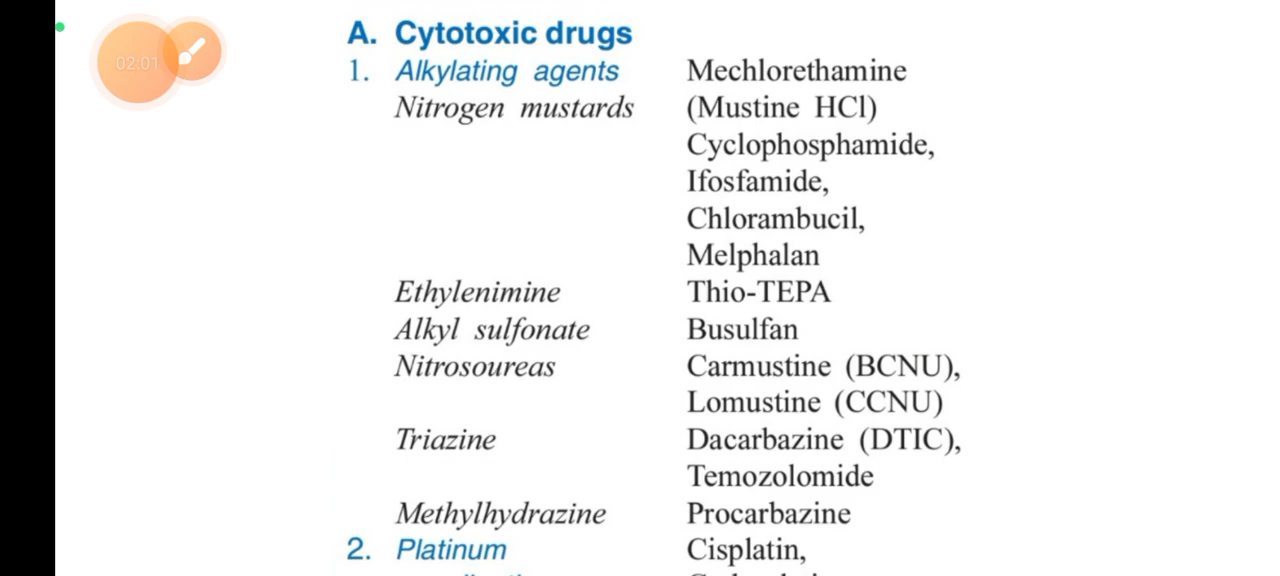 02:01
A. Cytotoxic drugs
1. Alkylating agents Mechlorethamine
Nitrogen mustards (Mustine HCl)
Cyclophosphamide,
Ifosfamide,
Chlorambucil,
Melphalan
Ethylenimine Thio-TEPA
Alkyl sulfonate Busulfan
Nitrosoureas Carmustine (BCNU),
Lomustine (CCNU)
Triazine Dacarbazine (DTIC),
Temozolomide
Methylhydrazine Procarbazine
2. Platinum Cisplatin,